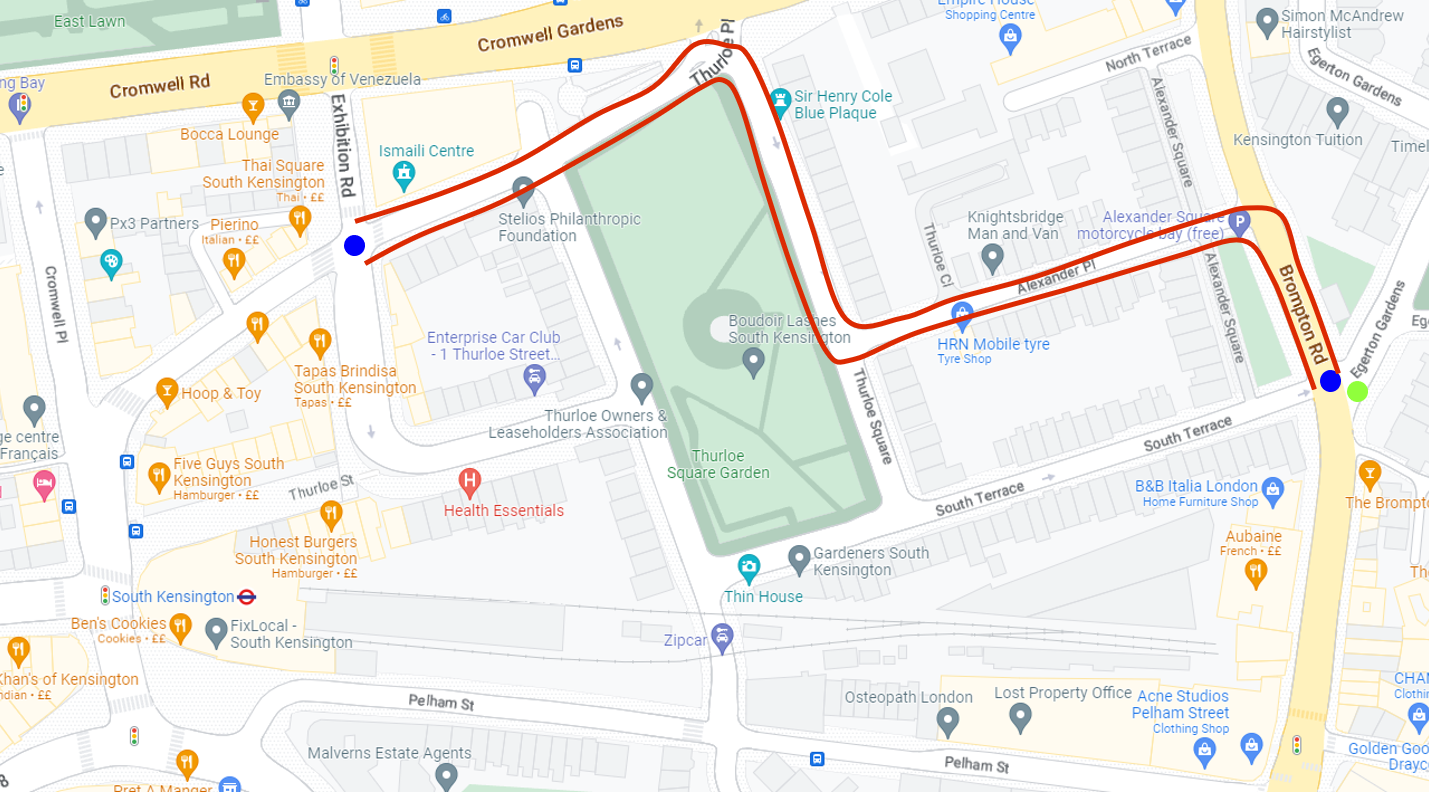 East Lawn
Cromwell Gardens
Cromwell Rd
ng Bay
Embassy of Venezuela
Bocca Lounge
Exhibition Rd
Ismaili Centre
Thai Square
South Kensington
Thai • ££
Px3 Partners
Pierino
Italian • ££
Cromwell Pl
Thurloe Pl
Sir Henry Cole
Blue Plaque
Empire House
Shopping Centre
North Terrace
Simon McAndrew
Hairstylist
Egerton Gardens
Kensington Tuition
Timel
Alexander Square
Stelios Philanthropic
Foundation
Knightsbridge
Man and Van
Alexander Square
motorcycle bay (free)
P
Thurloe Cl
Alexander Pl
Alexander Square
Brompton Rd
Egerton Gardens
Eg
Enterprise Car Club
- 1 Thurloe Street...
Boudoir Lashes
South Kensington
HRN Mobile tyre
Tyre Shop
Tapas Brindisa
South Kensington
Tapas • ££
Hoop & Toy
ge centre
Français
Thurloe Owners &
Leaseholders Association
Thurloe Square
Thurloe
Square Garden
Five Guys South
Kensington
Hamburger • ££
Thurloe St
H
Health Essentials
South Terrace
South Terrace
B&B Italia London
Home Furniture Shop
The Brompto
Honest Burgers
South Kensington
Hamburger • ££
Aubaine
French • ££
Gardeners South
Kensington
Thin House
South Kensington
Ben's Cookies
Cookies • ££
FixLocal -
South Kensington
Zipcar
Khan's of Kensington
ndian • ££
Pelham St
Osteopath London
Lost Property Office
Acne Studios
Pelham Street
Clothing Shop
CHAN
Clothin
Malverns Estate Agents
Pelham St
Golden Goo
Drayc
Pret A Manger